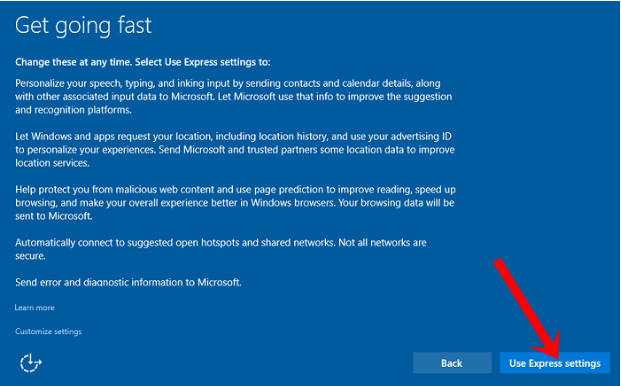 Get going fast
Change these at any time. Select Use Express settings to:
Personalize your speech, typing, and inking input by sending contacts and calendar details, along
with other associated input data to Microsoft. Let Microsoft use that info to improve the suggestion
and recognition platforms.
Let Windows and apps request your location, including location history, and use your advertising ID
to personalize your experiences. Send Microsoft and trusted partners some location data to improve
location services.
Help protect you from malicious web content and use page prediction to improve reading, speed up
browsing, and make your overall experience better in Windows browsers. Your browsing data will be
sent to Microsoft.
Automatically connect to suggested open hotspots and shared networks. Not all networks are
secure.
Send error and diagnostic information to Microsoft.
Learn more
Customize settings
Back
Use Express settings